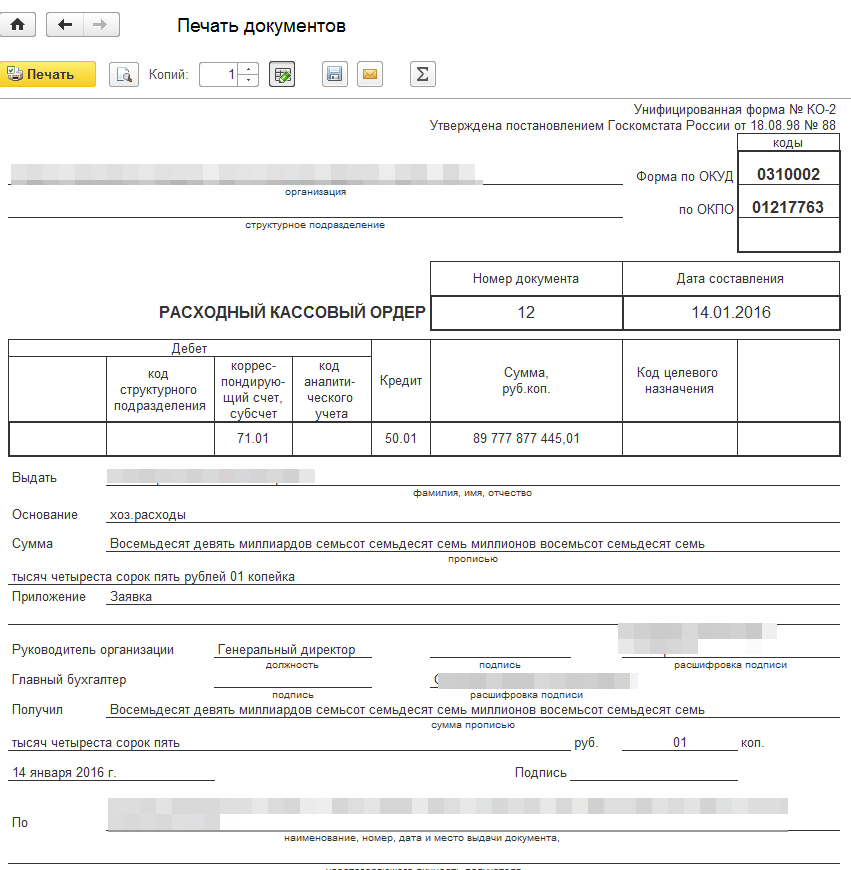 Печать документов
Печать
Копий: 1
Σ
Унифицированная форма № КО-2
Утверждена постановлением Госкомстата России от 18.08.98 № 88
коды
Форма по ОКУД 0310002
организация
по ОКПО 01217763
структурное подразделение
Номер документа Дата составления
РАСХОДНЫЙ КАССОВЫЙ ОРДЕР 12 14.01.2016
Дебет
код структурного подразделения
коррес-пондирую-щий счет, субсчет
код аналити-ческого учета
Кредит
Сумма, руб.коп.
Код целевого назначения
71.01 50.01 89 777 877 445,01
Выдать
фамилия, имя, отчество
Основание хоз.расходы
Сумма Восемьдесят девять миллиардов семьсот семьдесят семь миллионов восемьсот семьдесят семь
прописью
тысяч четыреста сорок пять рублей 01 копейка
Приложение Заявка
Руководитель организации Генеральный директор
должность подпись расшифровка подписи
Главный бухгалтер
подпись расшифровка подписи
Получил Восемьдесят девять миллиардов семьсот семьдесят семь миллионов восемьсот семьдесят семь
сумма прописью
тысяч четыреста сорок пять руб. 01 коп.
14 января 2016 г. Подпись
По
наименование, номер, дата и место выдачи документа,